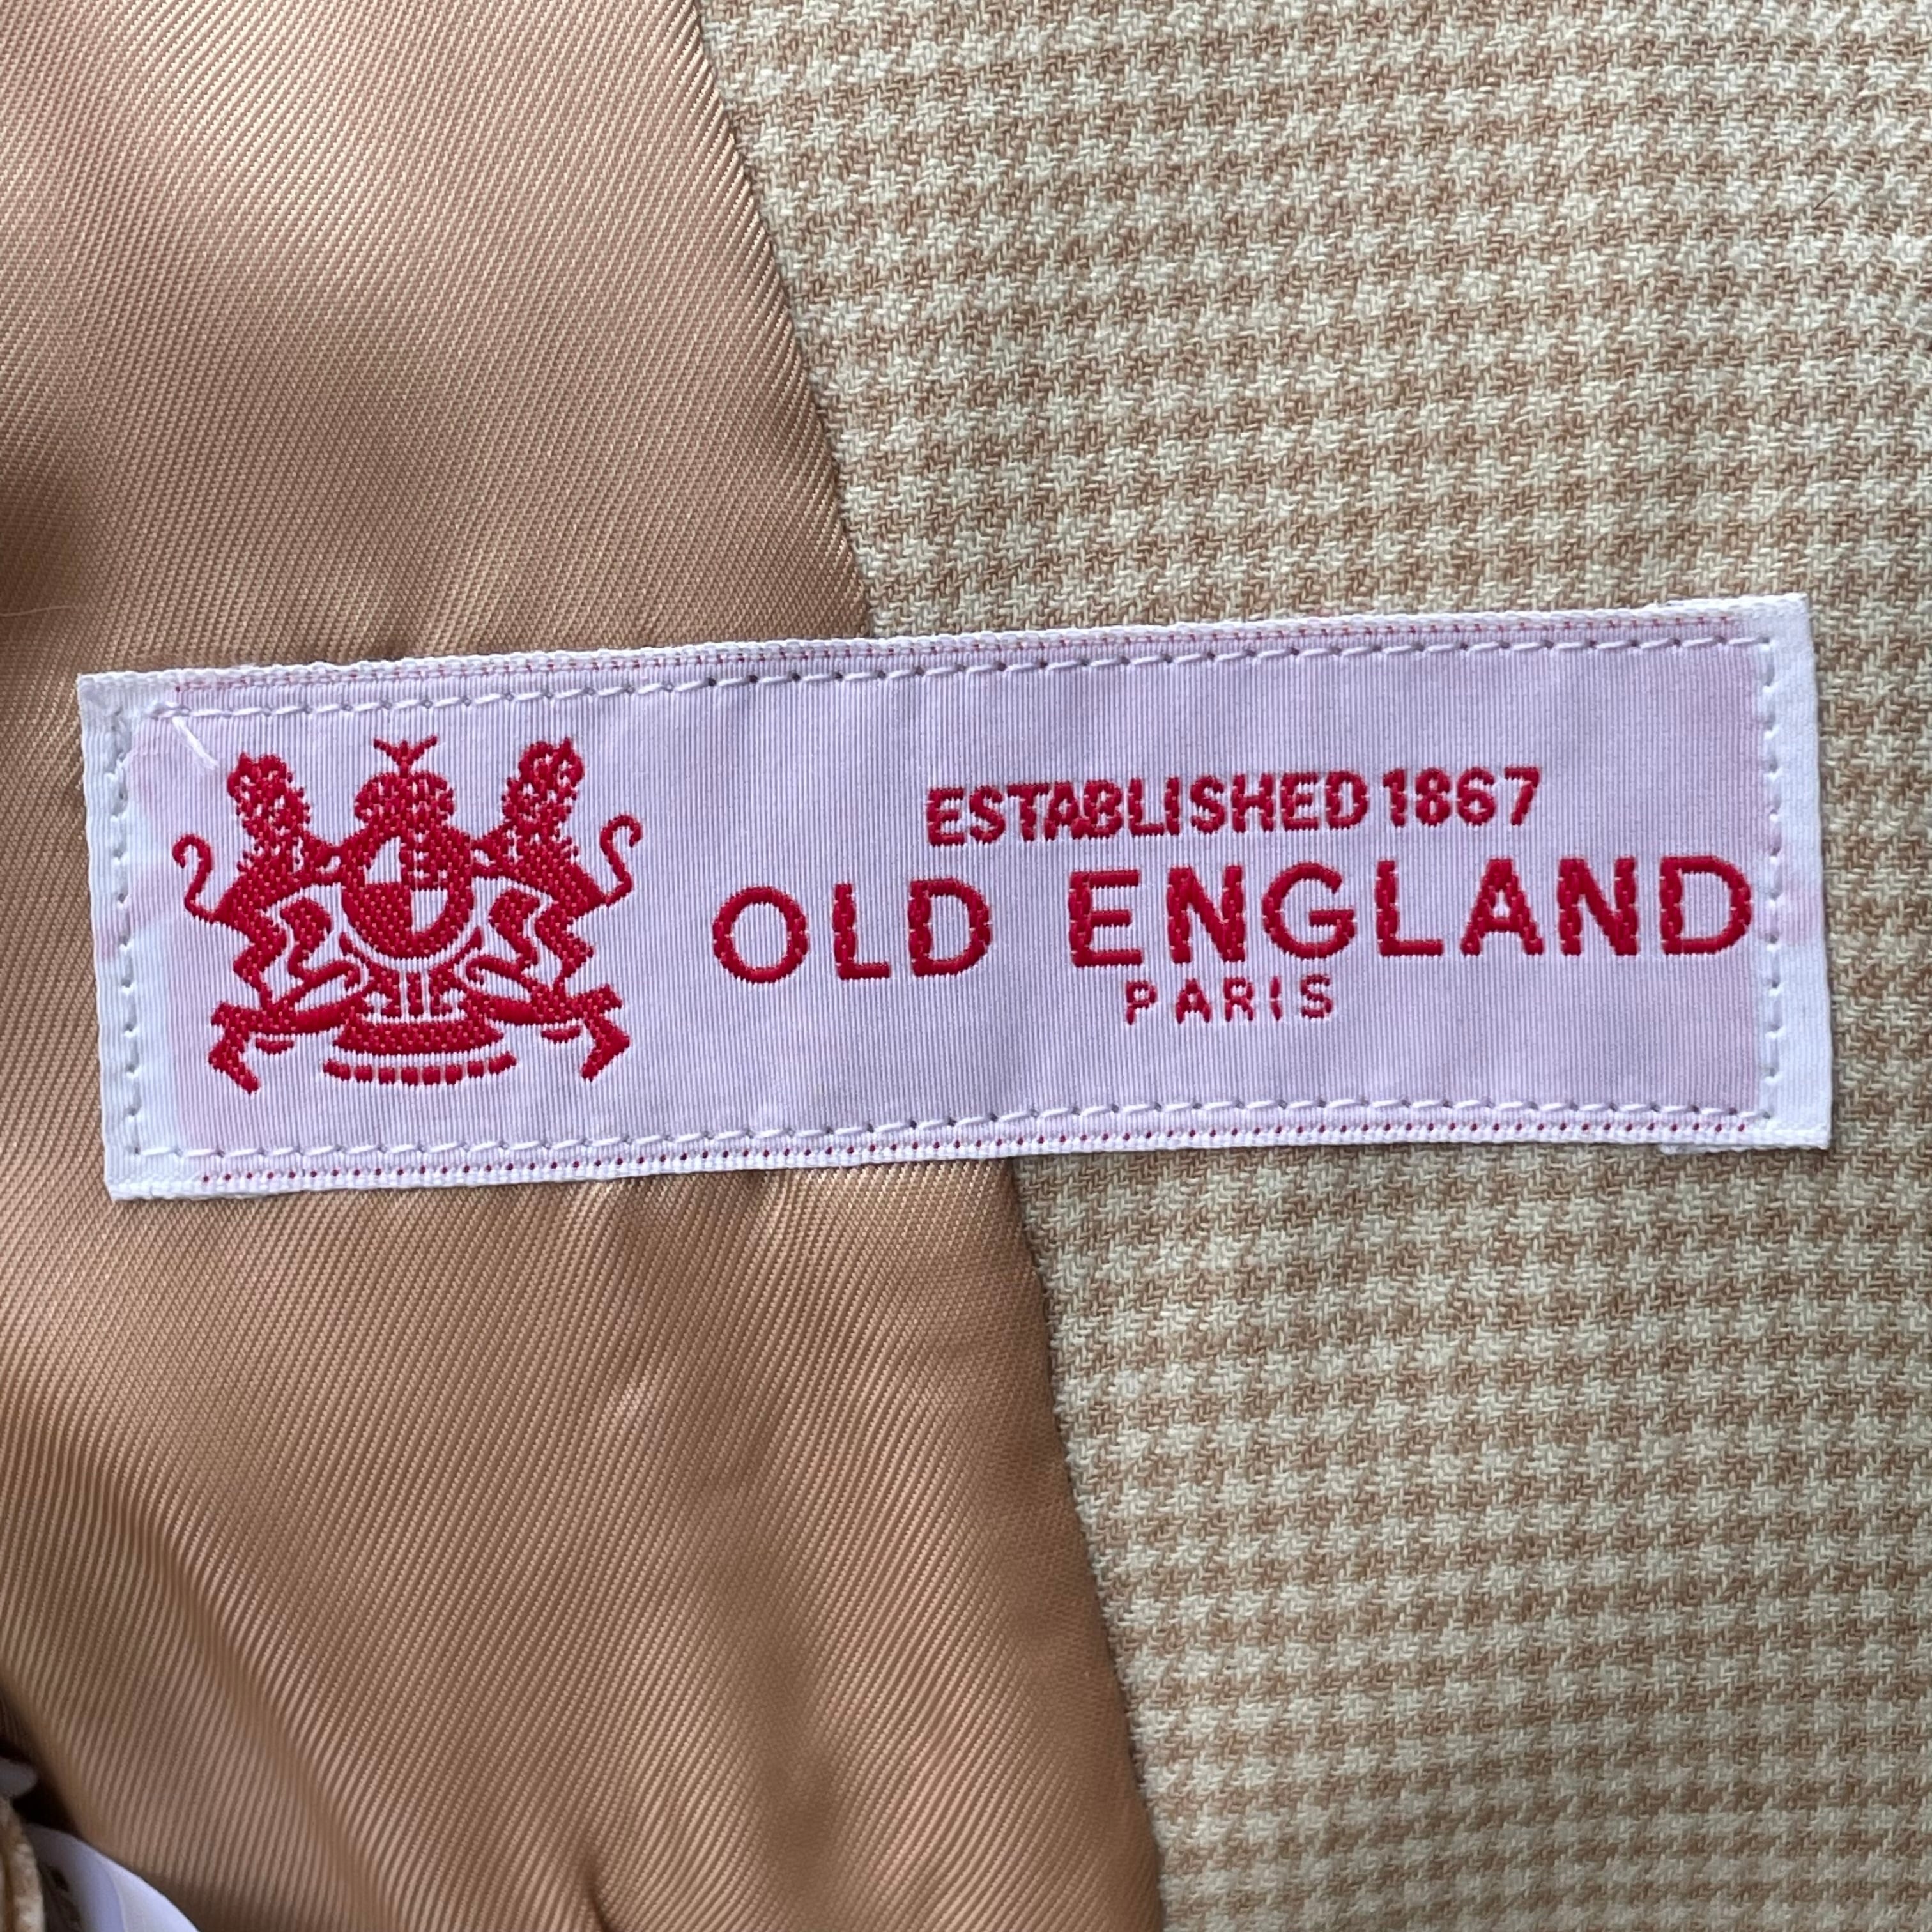 ESTABLISHED 1867
OLD ENGLAND
PARIS